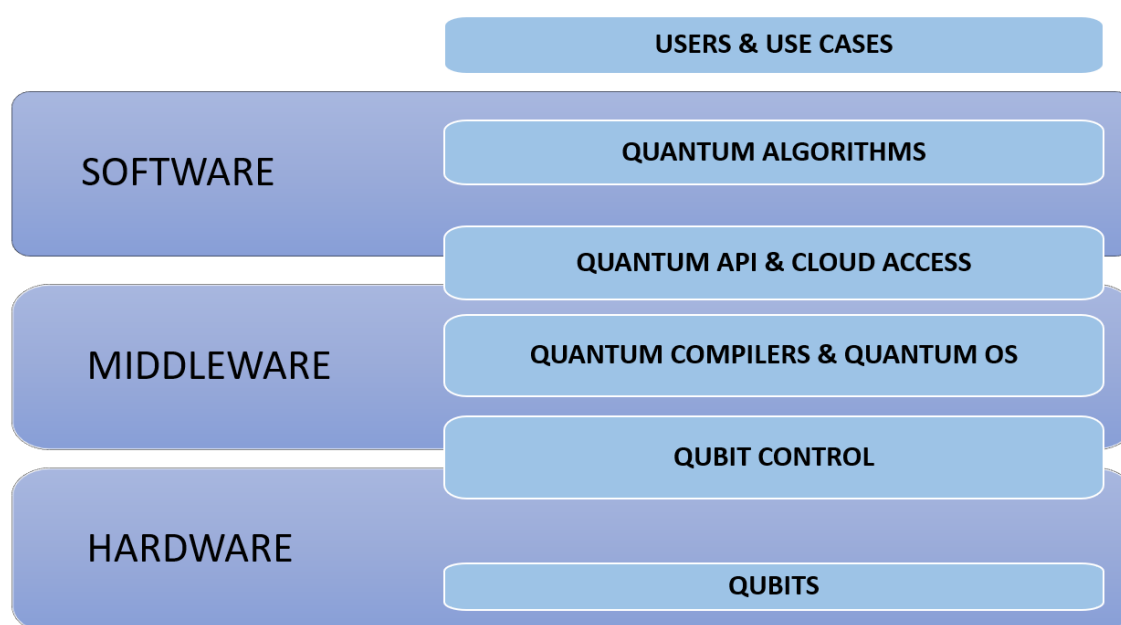 USERS & USE CASES
SOFTWARE
QUANTUM ALGORITHMS
QUANTUM API & CLOUD ACCESS
MIDDLEWARE
QUANTUM COMPILERS & QUANTUM OS
QUBIT CONTROL
HARDWARE
QUBITS